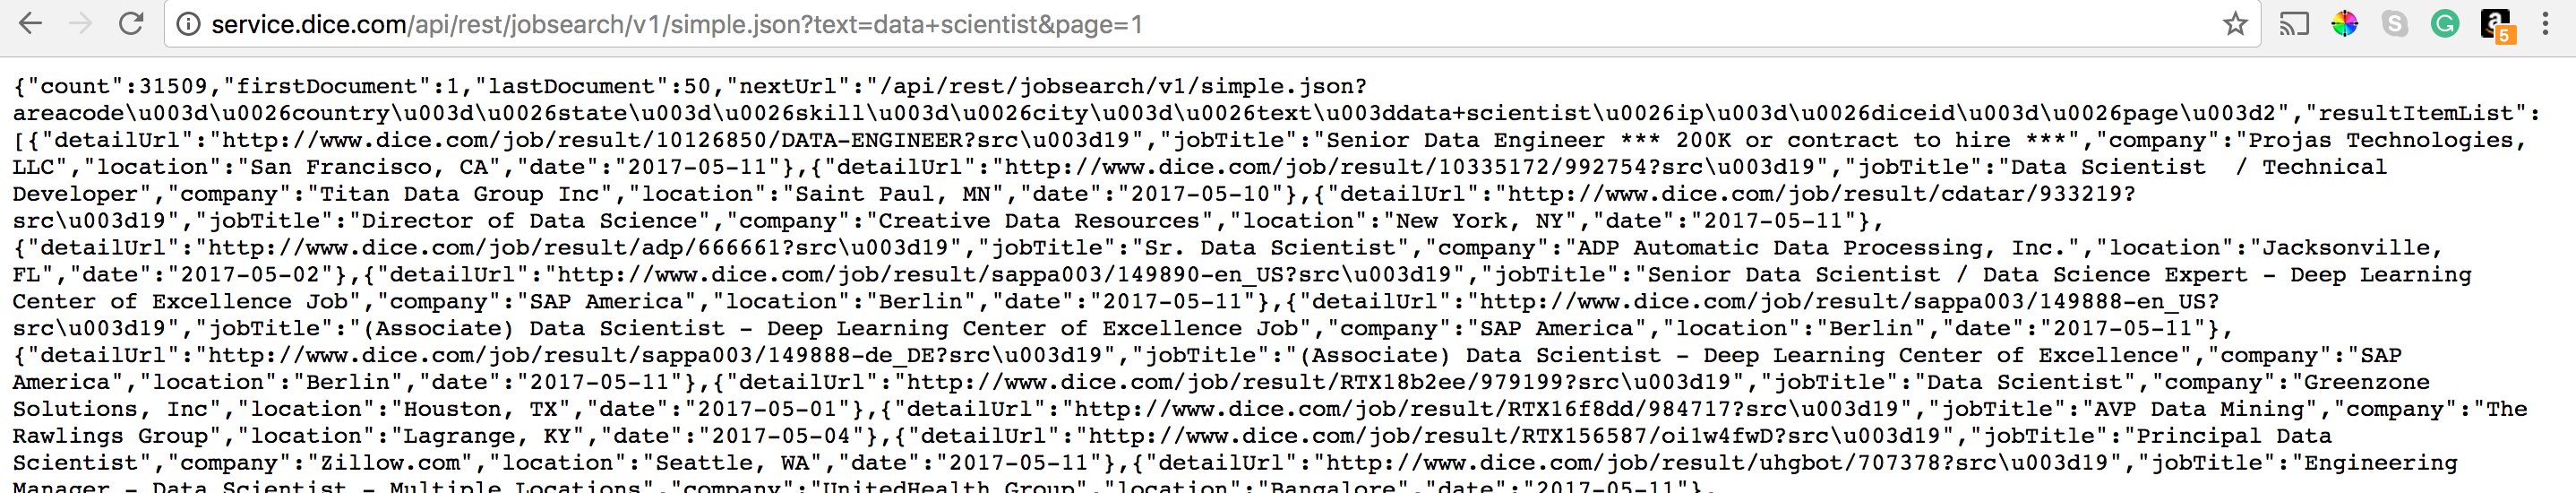 service.dice.com/api/rest/jobsearch/v1/simple.json?text=data+scientist&page=1
5
{"count":31509,"firstDocument":1,"lastDocument":50,"nextUrl":"/api/rest/jobsearch/v1/simple.json?
areacode\u003d\u0026country\u003d\u0026state\u003d\u0026skill\u003d\u0026city\u003d\u0026text\u003ddata+scientist\u0026ip\u003d\u0026diceid\u003d\u0026page\u003d2","resultItemList":
[{"detailUrl":"http://www.dice.com/job/result/10126850/DATA-ENGINEER?src\u003d19","jobTitle":"Senior Data Engineer *** 200K or contract to hire ***","company":"Projas Technologies,
LLC","location":"San Francisco, CA","date":"2017-05-11"},{"detailUrl":"http://www.dice.com/job/result/10335172/992754?src\u003d19","jobTitle":"Data Scientist  / Technical
Developer","company":"Titan Data Group Inc","location":"Saint Paul, MN","date":"2017-05-10"},{"detailUrl":"http://www.dice.com/job/result/cdatar/933219?
src\u003d19","jobTitle":"Director of Data Science","company":"Creative Data Resources","location":"New York, NY","date":"2017-05-11"},
{"detailUrl":"http://www.dice.com/job/result/adp/666661?src\u003d19","jobTitle":"Sr. Data Scientist","company":"ADP Automatic Data Processing, Inc.","location":"Jacksonville,
FL","date":"2017-05-02"},{"detailUrl":"http://www.dice.com/job/result/sappa003/149890-en_US?src\u003d19","jobTitle":"Senior Data Scientist / Data Science Expert - Deep Learning
Center of Excellence Job","company":"SAP America","location":"Berlin","date":"2017-05-11"},{"detailUrl":"http://www.dice.com/job/result/sappa003/149888-en_US?
src\u003d19","jobTitle":"(Associate) Data Scientist - Deep Learning Center of Excellence Job","company":"SAP America","location":"Berlin","date":"2017-05-11"},
{"detailUrl":"http://www.dice.com/job/result/sappa003/149888-de_DE?src\u003d19","jobTitle":"(Associate) Data Scientist - Deep Learning Center of Excellence","company":"SAP
America","location":"Berlin","date":"2017-05-11"},{"detailUrl":"http://www.dice.com/job/result/RTX18b2ee/979199?src\u003d19","jobTitle":"Data Scientist","company":"Greenzone
Solutions, Inc","location":"Houston, TX","date":"2017-05-01"},{"detailUrl":"http://www.dice.com/job/result/RTX16f8dd/984717?src\u003d19","jobTitle":"AVP Data Mining","company":"The
Rawlings Group","location":"Lagrange, KY","date":"2017-05-04"},{"detailUrl":"http://www.dice.com/job/result/RTX156587/oi1w4fwD?src\u003d19","jobTitle":"Principal Data
Scientist","company":"Zillow.com","location":"Seattle, WA","date":"2017-05-11"},{"detailUrl":"http://www.dice.com/job/result/uhgbot/707378?src\u003d19","jobTitle":"Engineering
Manager - Data Scientist - Multiple Locations","company":"UnitedHealth Group","location":"Bangalore","date":"2017-05-11"},